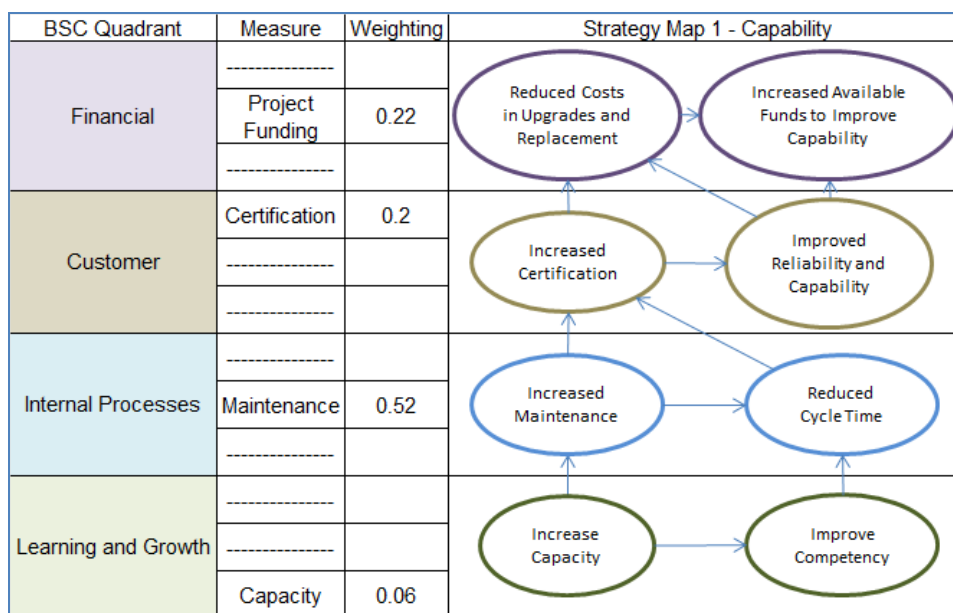 BSC Quadrant Measure Weighting Strategy Map 1 - Capability
Financial
---------------
Project
Funding
0.22
---------------
Reduced Costs
in Upgrades and
Replacement
Increased Available
Funds to Improve
Capability
Customer
Certification 0.2
---------------
---------------
Increased
Certification
Improved
Reliability and
Capability
Internal Processes
---------------
Maintenance 0.52
---------------
Increased
Maintenance
Reduced
Cycle Time
Learning and Growth
---------------
---------------
Capacity 0.06
Increase
Capacity
Improve
Competency